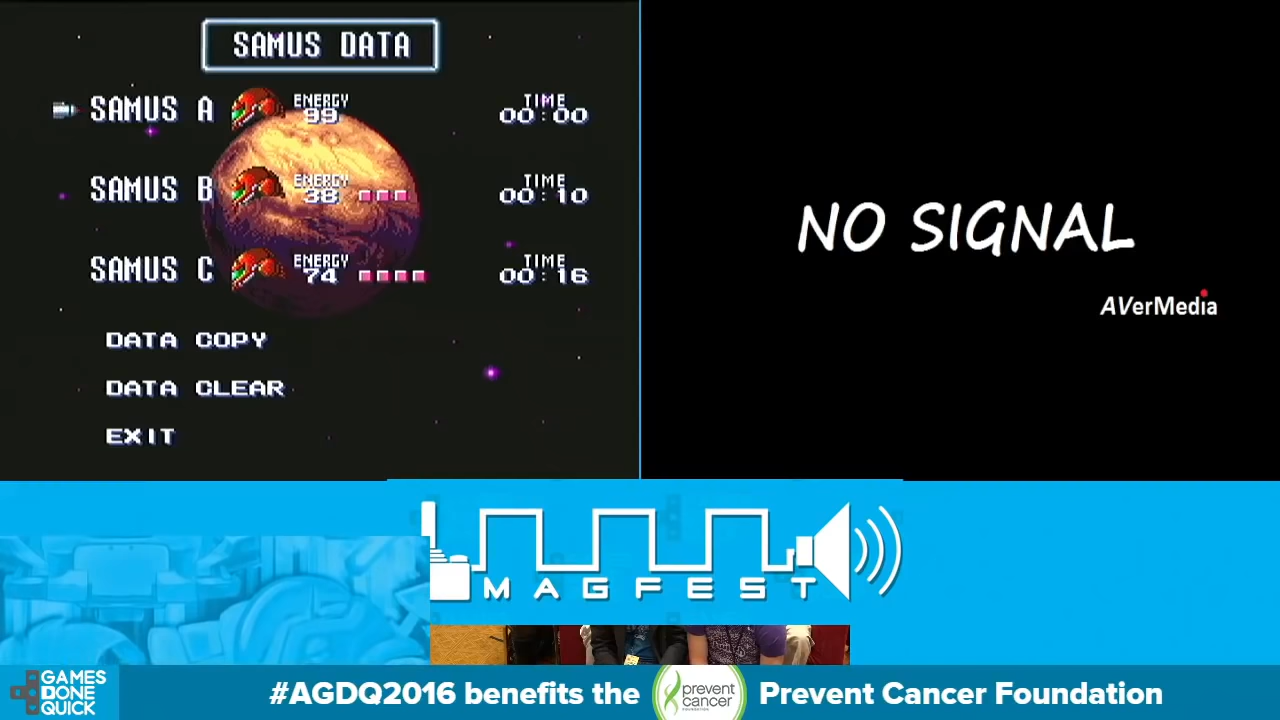 SAMUS DATA
SAMUS A ENERGY 99 TIME 00:00
SAMUS B ENERGY 38 TIME 00:10
SAMUS C ENERGY 74 TIME 00:16
DATA COPY
DATA CLEAR
EXIT
NO SIGNAL
AVerMedia
MAGFEST
GAMES DONE QUICK
#AGDQ2016 benefits the prevent cancer FOUNDATION Prevent Cancer Foundation